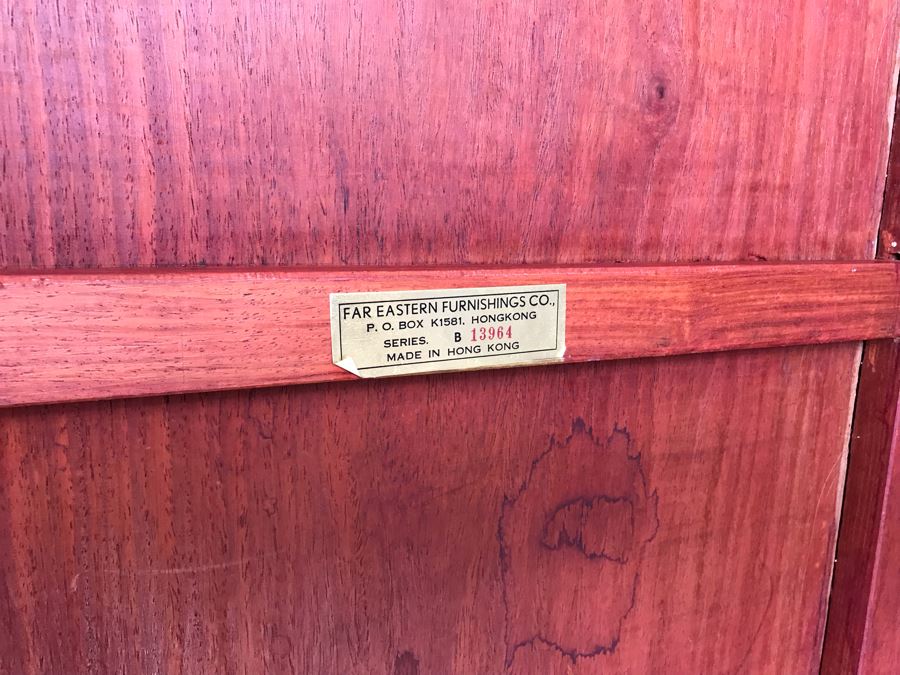 FAR EASTERN FURNISHINGS CO.,
P. O. BOX K1581, HONGKONG
SERIES. B 13964
MADE IN HONG KONG